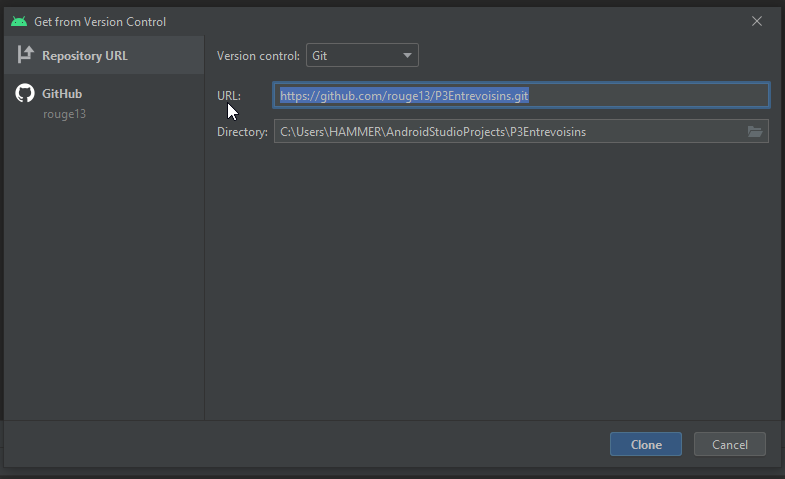 Get from Version Control
Repository URL
GitHub
rouge13
Version control: Git
URL: https://github.com/rouge13/P3Entrevoisins.git
Directory: C:\Users\HAMMER\AndroidStudioProjects\P3Entrevoisins
Clone Cancel